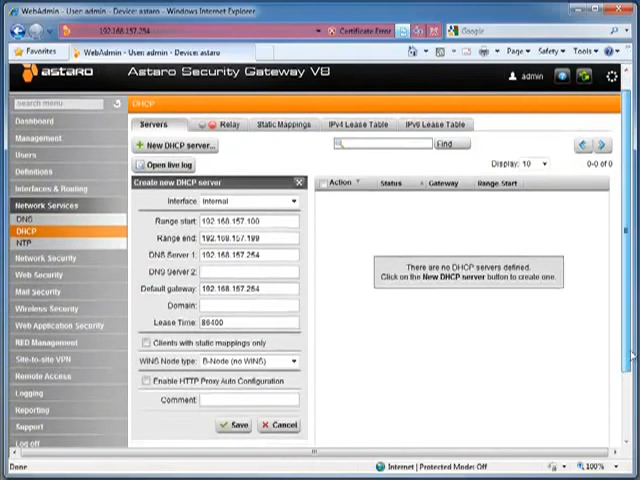 WebAdmin - User: admin - Device: astaro - Windows Internet Explorer
192.168.157.254
Certificate Error
Google
Favorites
WebAdmin - User: admin - Device: astaro
Page
Safety
Tools
astaro
Astaro Security Gateway V8
admin
search menu
DHCP
Dashboard
Management
Users
Definitions
Interfaces & Routing
Network Services
DNS
DHCP
NTP
Network Security
Web Security
Mail Security
Wireless Security
Web Application Security
RED Management
Site-to-site VPN
Remote Access
Logging
Reporting
Support
Log off
Servers
Relay
Static Mappings
IPv4 Lease Table
IPv6 Lease Table
+ New DHCP server...
Find
Open live log
Display: 10
0-0 of 0
Create new DHCP server
Interface Internal
Range start: 192.168.157.100
Range end: 192.168.157.199
DNS Server 1: 192.168.157.254
DNS Server 2:
Default gateway: 192.168.157.254
Domain:
Lease Time: 86400
Clients with static mappings only
WINS Node type: B-Node (no WINS)
Enable HTTP Proxy Auto Configuration
Comment:
Save
Cancel
Action
Status
Gateway
Range Start
There are no DHCP servers defined.
Click on the New DHCP server button to create one.
Done
Internet | Protected Mode: Off
100%